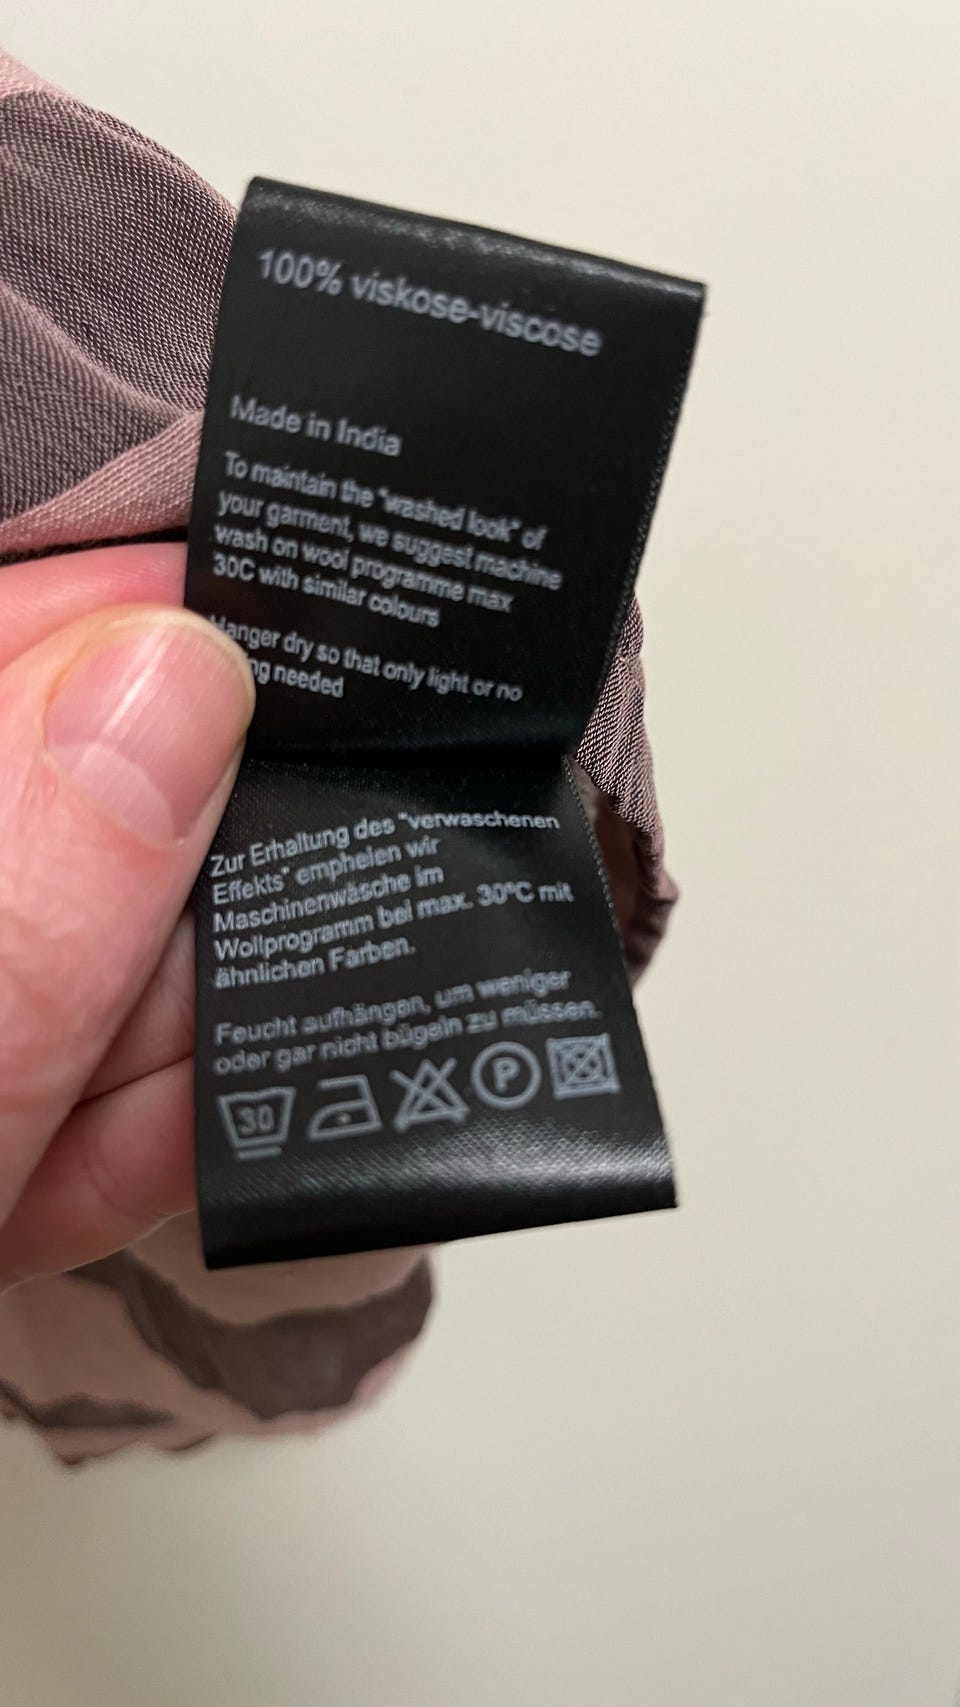 100% viskose-viscose
Made in India
To maintain the "washed look" of
your garment, we suggest machine
wash on wool programme max
30C with similar colours
Hanger dry so that only light or no
needed
Zur Erhaltung des "verwaschenen
Effekts" emphelen wir
Maschinenwäsche im
Wollprogramm bei max. 30°C mit
ähnlichen Farben.
Feucht aufhängen, um weniger
oder gar nicht bügeln zu müssen.
30 P